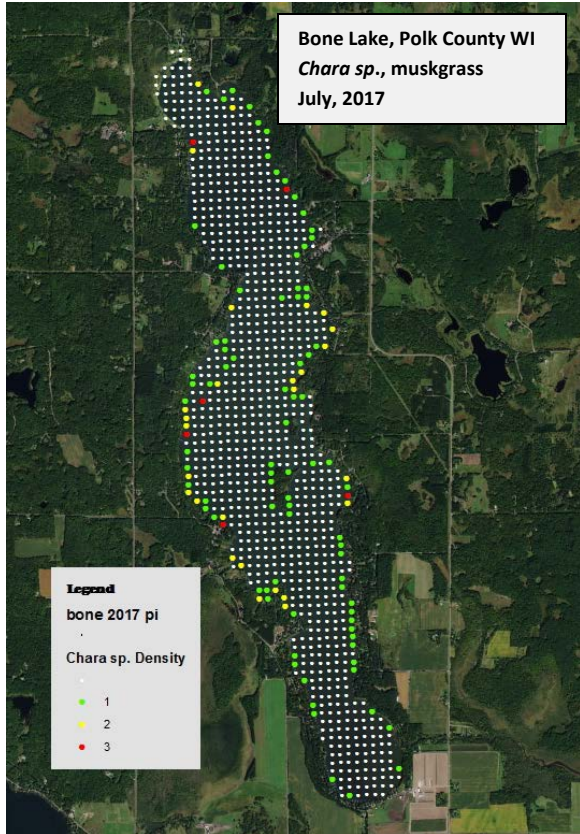 Bone Lake, Polk County WI
Chara sp., muskgrass
July, 2017
Legend
bone 2017 pi
Chara sp. Density
1
2
3